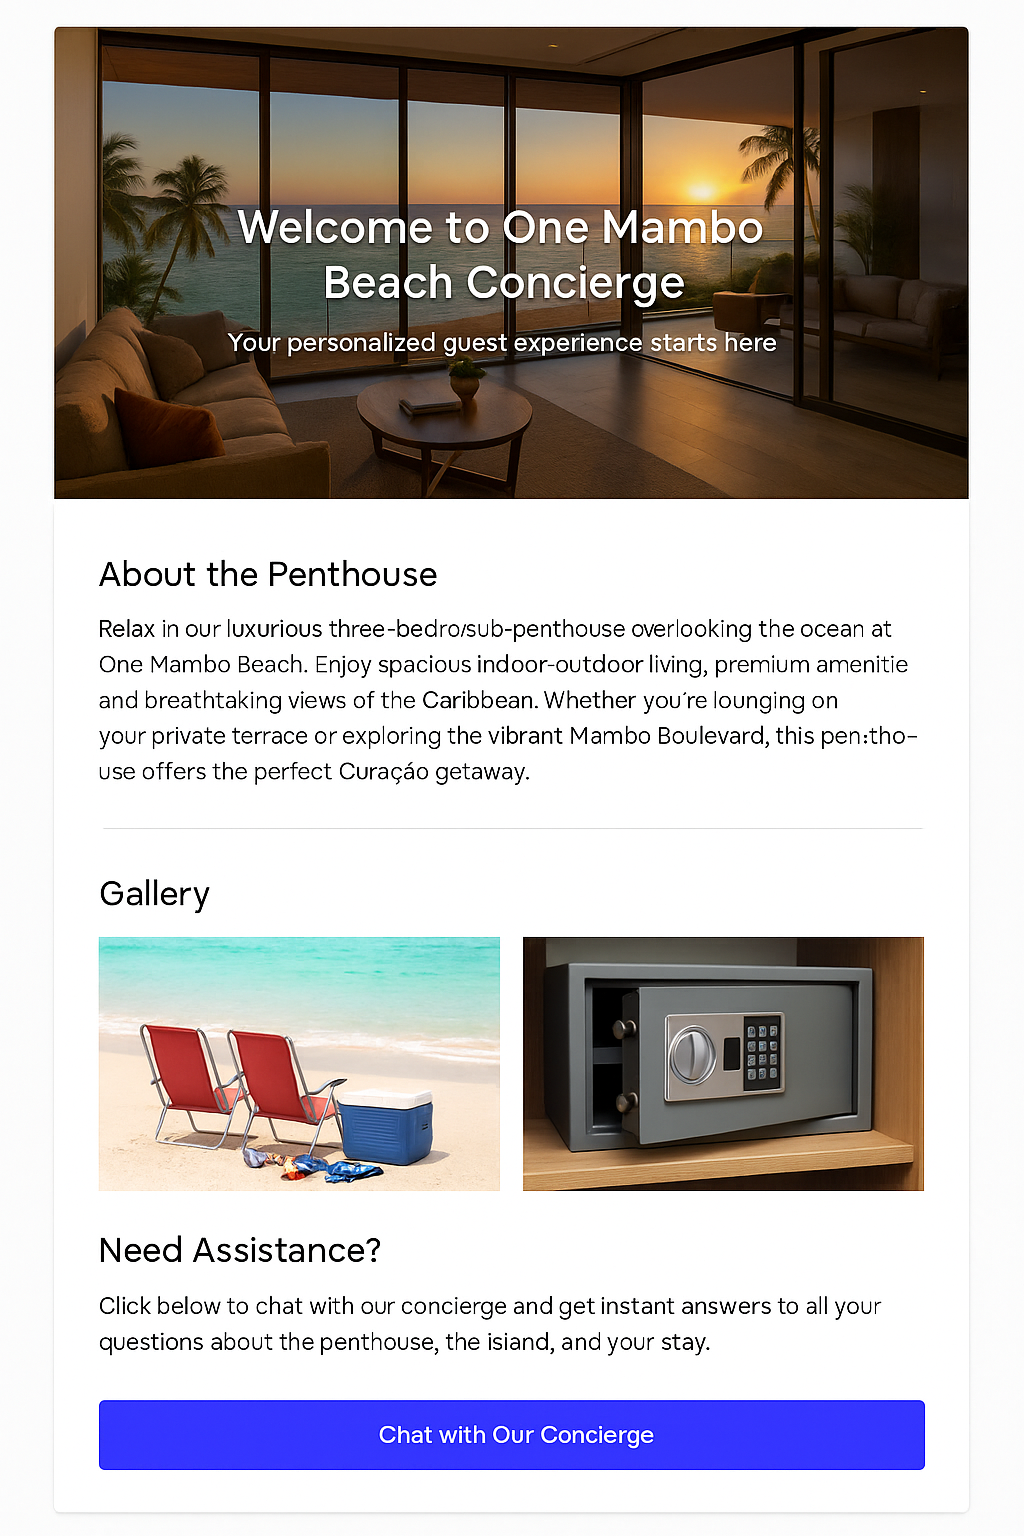 Welcome to One Mambo
Beach Concierge
Your personalized guest experience starts here
About the Penthouse
Relax in our luxurious three-bedro/sub-penthouse overlooking the ocean at
One Mambo Beach. Enjoy spacious indoor-outdoor living, premium amenitie
and breathtaking views of the Caribbean. Whether you´re lounging on
your private terrace or exploring the vibrant Mambo Boulevard, this pen:tho-
use offers the perfect Curaçáo getaway.
Gallery
Need Assistance?
Click below to chat with our concierge and get instant answers to all your
questions about the penthouse, the isiand, and your stay.
Chat with Our Concierge